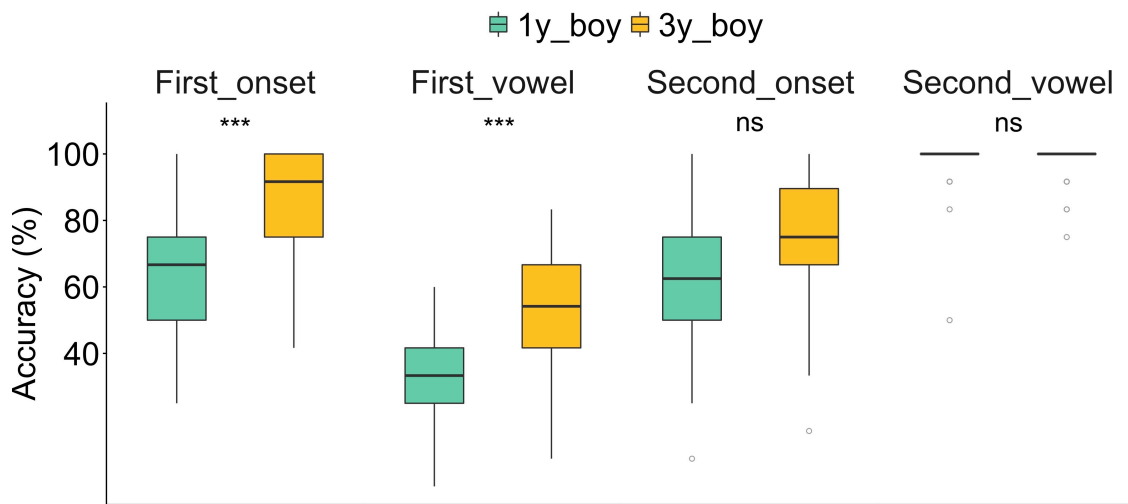 1y_boy 3y_boy
First_onset First_vowel Second_onset Second_vowel
*** *** ns ns
Accuracy (%)
100
80
60
40